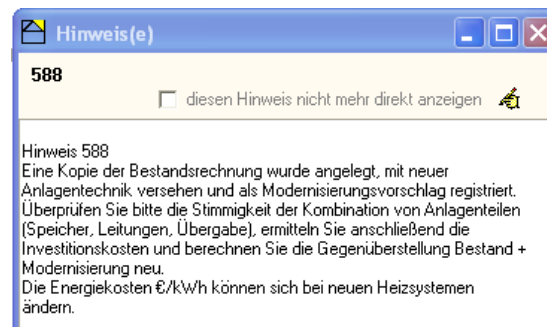 Hinweis(e)
588
diesen Hinweis nicht mehr direkt anzeigen
Hinweis 588
Eine Kopie der Bestandsrechnung wurde angelegt, mit neuer
Anlagentechnik versehen und als Modernisierungsvorschlag registriert.
Überprüfen Sie bitte die Stimmigkeit der Kombination von Anlagenteilen
(Speicher, Leitungen, Übergabe), ermitteln Sie anschließend die
Investitionskosten und berechnen Sie die Gegenüberstellung Bestand +
Modernisierung neu.
Die Energiekosten €/kWh können sich bei neuen Heizsystemen
ändern.